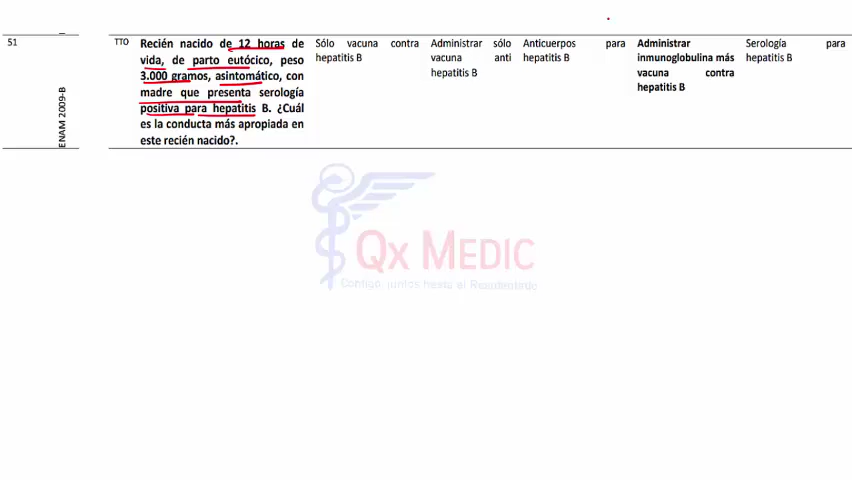 51
ENAM 2009-B
TTO
Recién nacido de 12 horas de
vida, de parto eutócico, peso
3.000 gramos, asintomático, con
madre que presenta serología
positiva para hepatitis B. ¿Cuál
es la conducta más apropiada en
este recién nacido?.
Sólo vacuna contra
hepatitis B
Administrar sólo
vacuna anti
hepatitis B
Anticuerpos para
hepatitis B
Administrar
inmunoglobulina más
vacuna contra
hepatitis B
Serología para
hepatitis B
QX MEDIC
Contigo, juntos hasta el Residentado